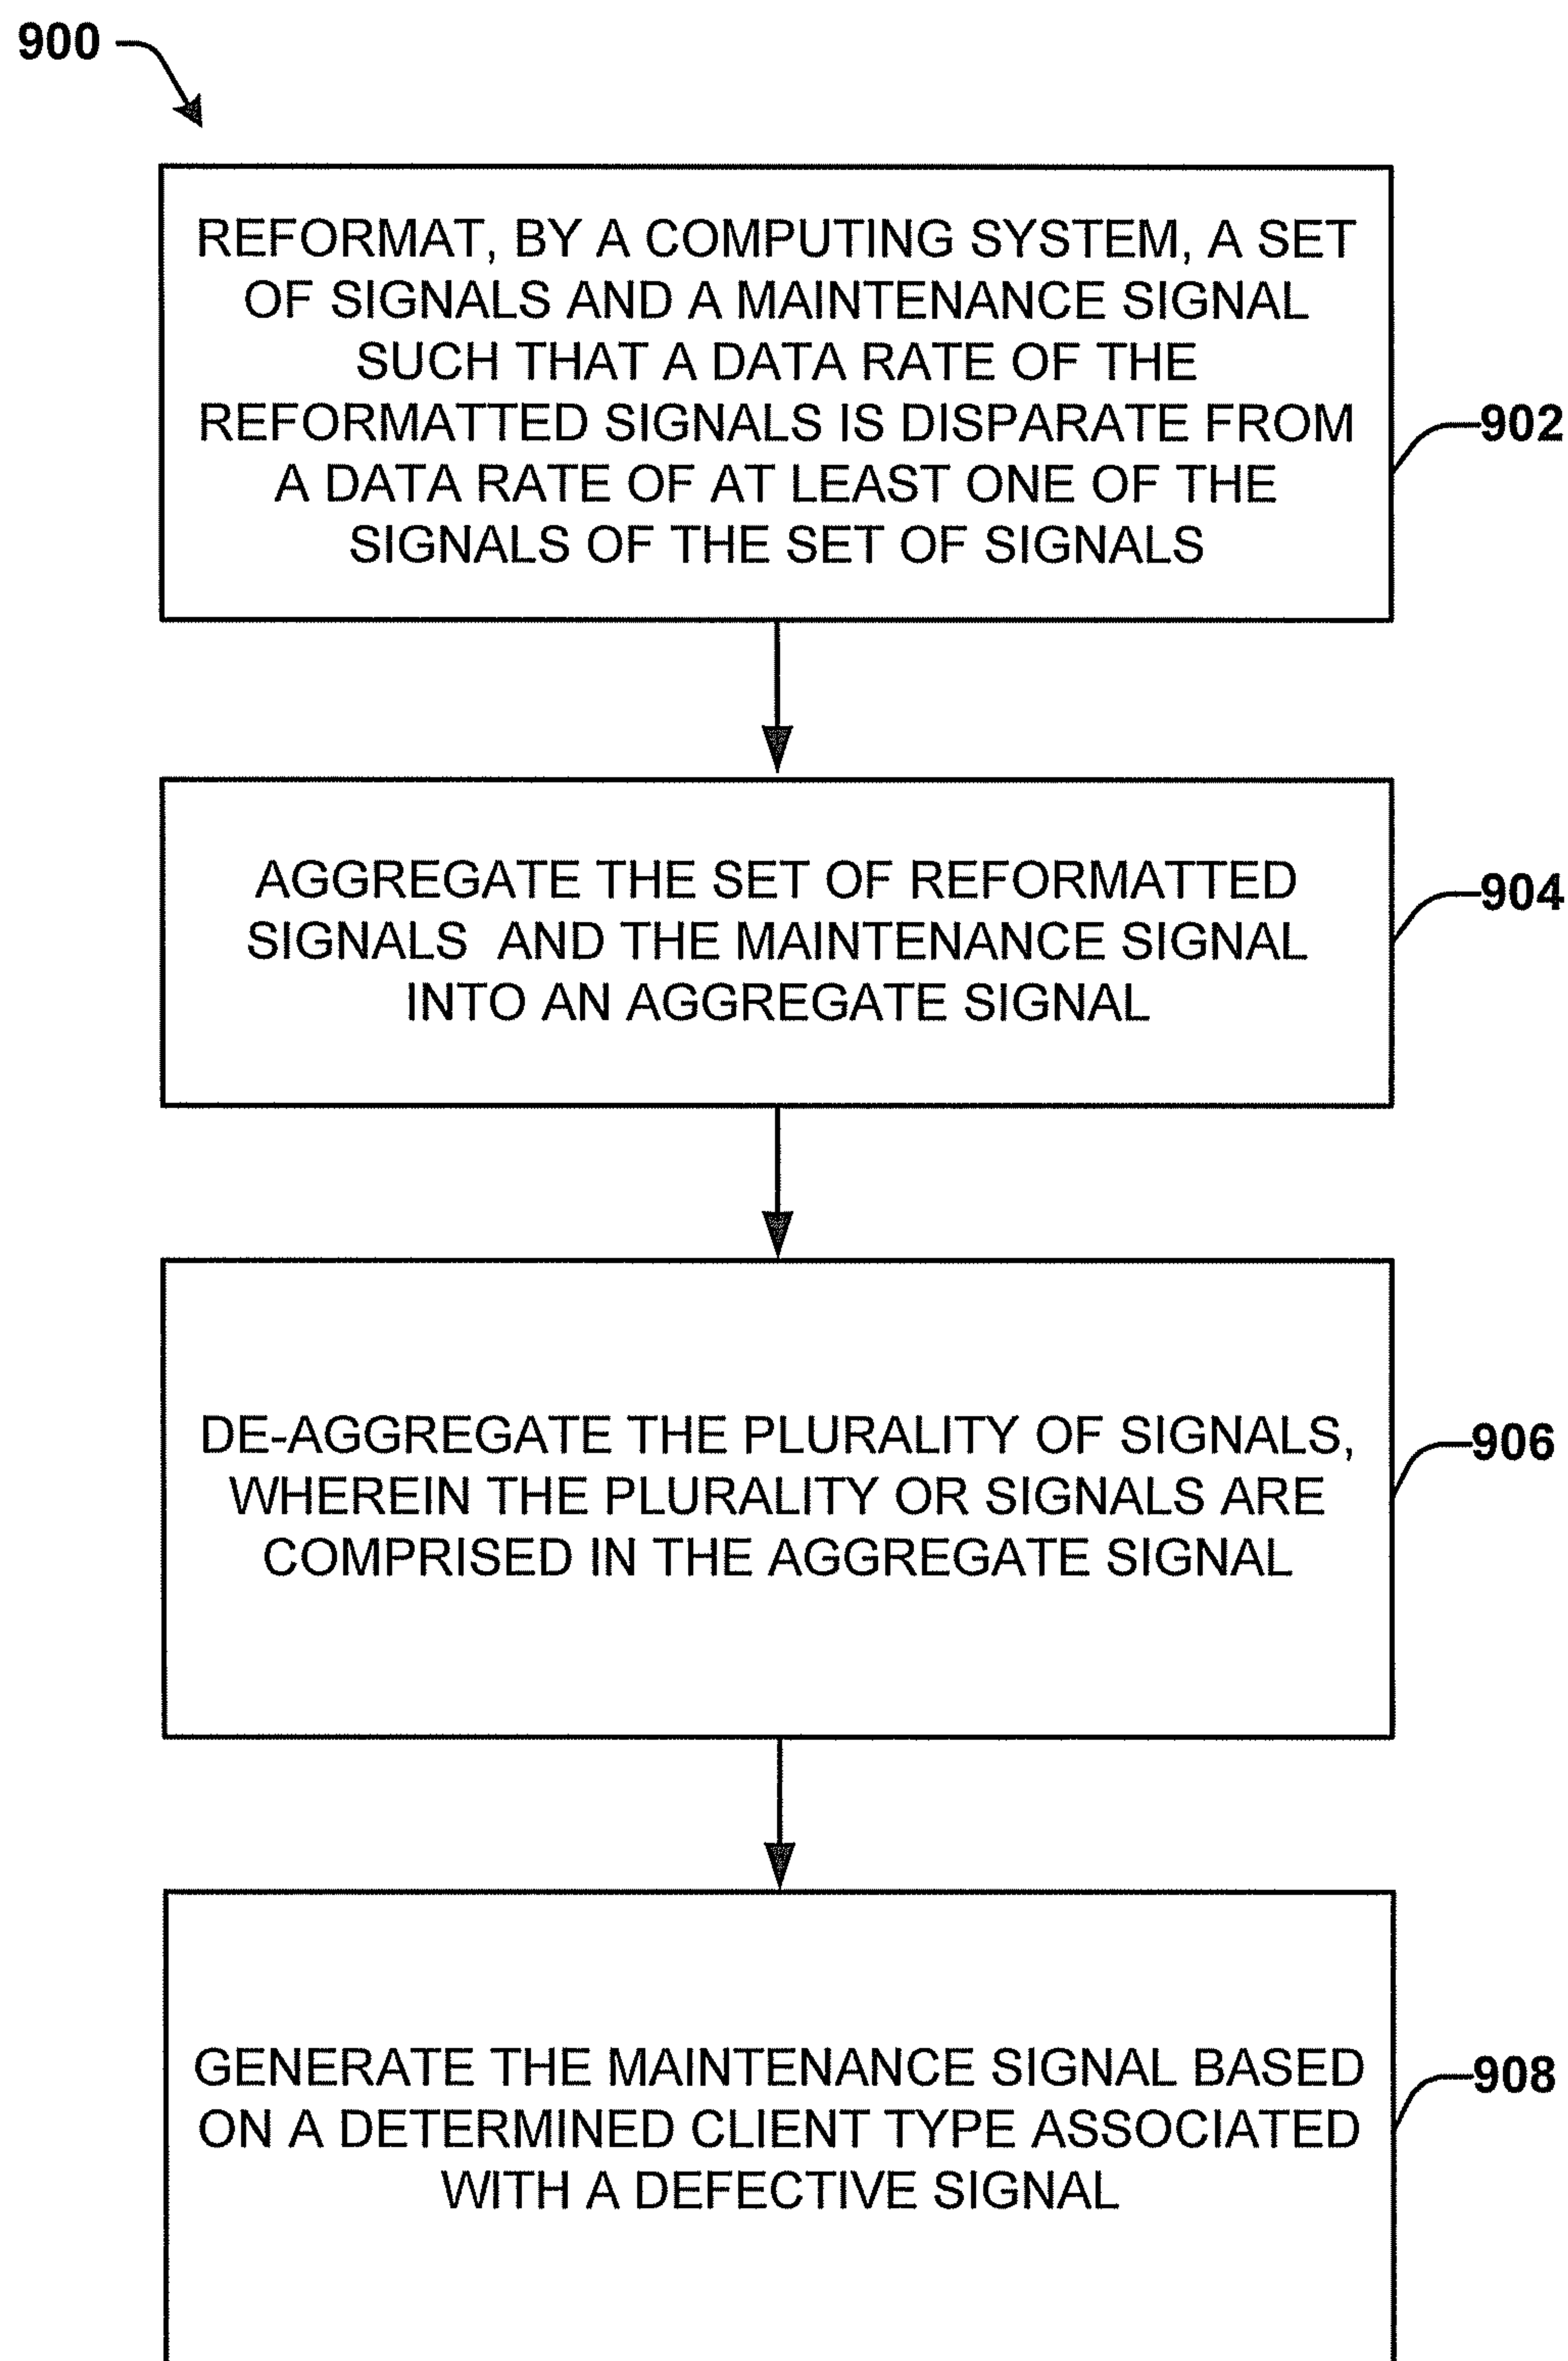 900
REFORMAT, BY A COMPUTING SYSTEM, A SET
OF SIGNALS AND A MAINTENANCE SIGNAL
SUCH THAT A DATA RATE OF THE
REFORMATTED SIGNALS IS DISPARATE FROM
A DATA RATE OF AT LEAST ONE OF THE
SIGNALS OF THE SET OF SIGNALS
902
AGGREGATE THE SET OF REFORMATTED
SIGNALS AND THE MAINTENANCE SIGNAL
INTO AN AGGREGATE SIGNAL
904
DE-AGGREGATE THE PLURALITY OF SIGNALS,
WHEREIN THE PLURALITY OR SIGNALS ARE
COMPRISED IN THE AGGREGATE SIGNAL
906
GENERATE THE MAINTENANCE SIGNAL BASED
ON A DETERMINED CLIENT TYPE ASSOCIATED
WITH A DEFECTIVE SIGNAL
908